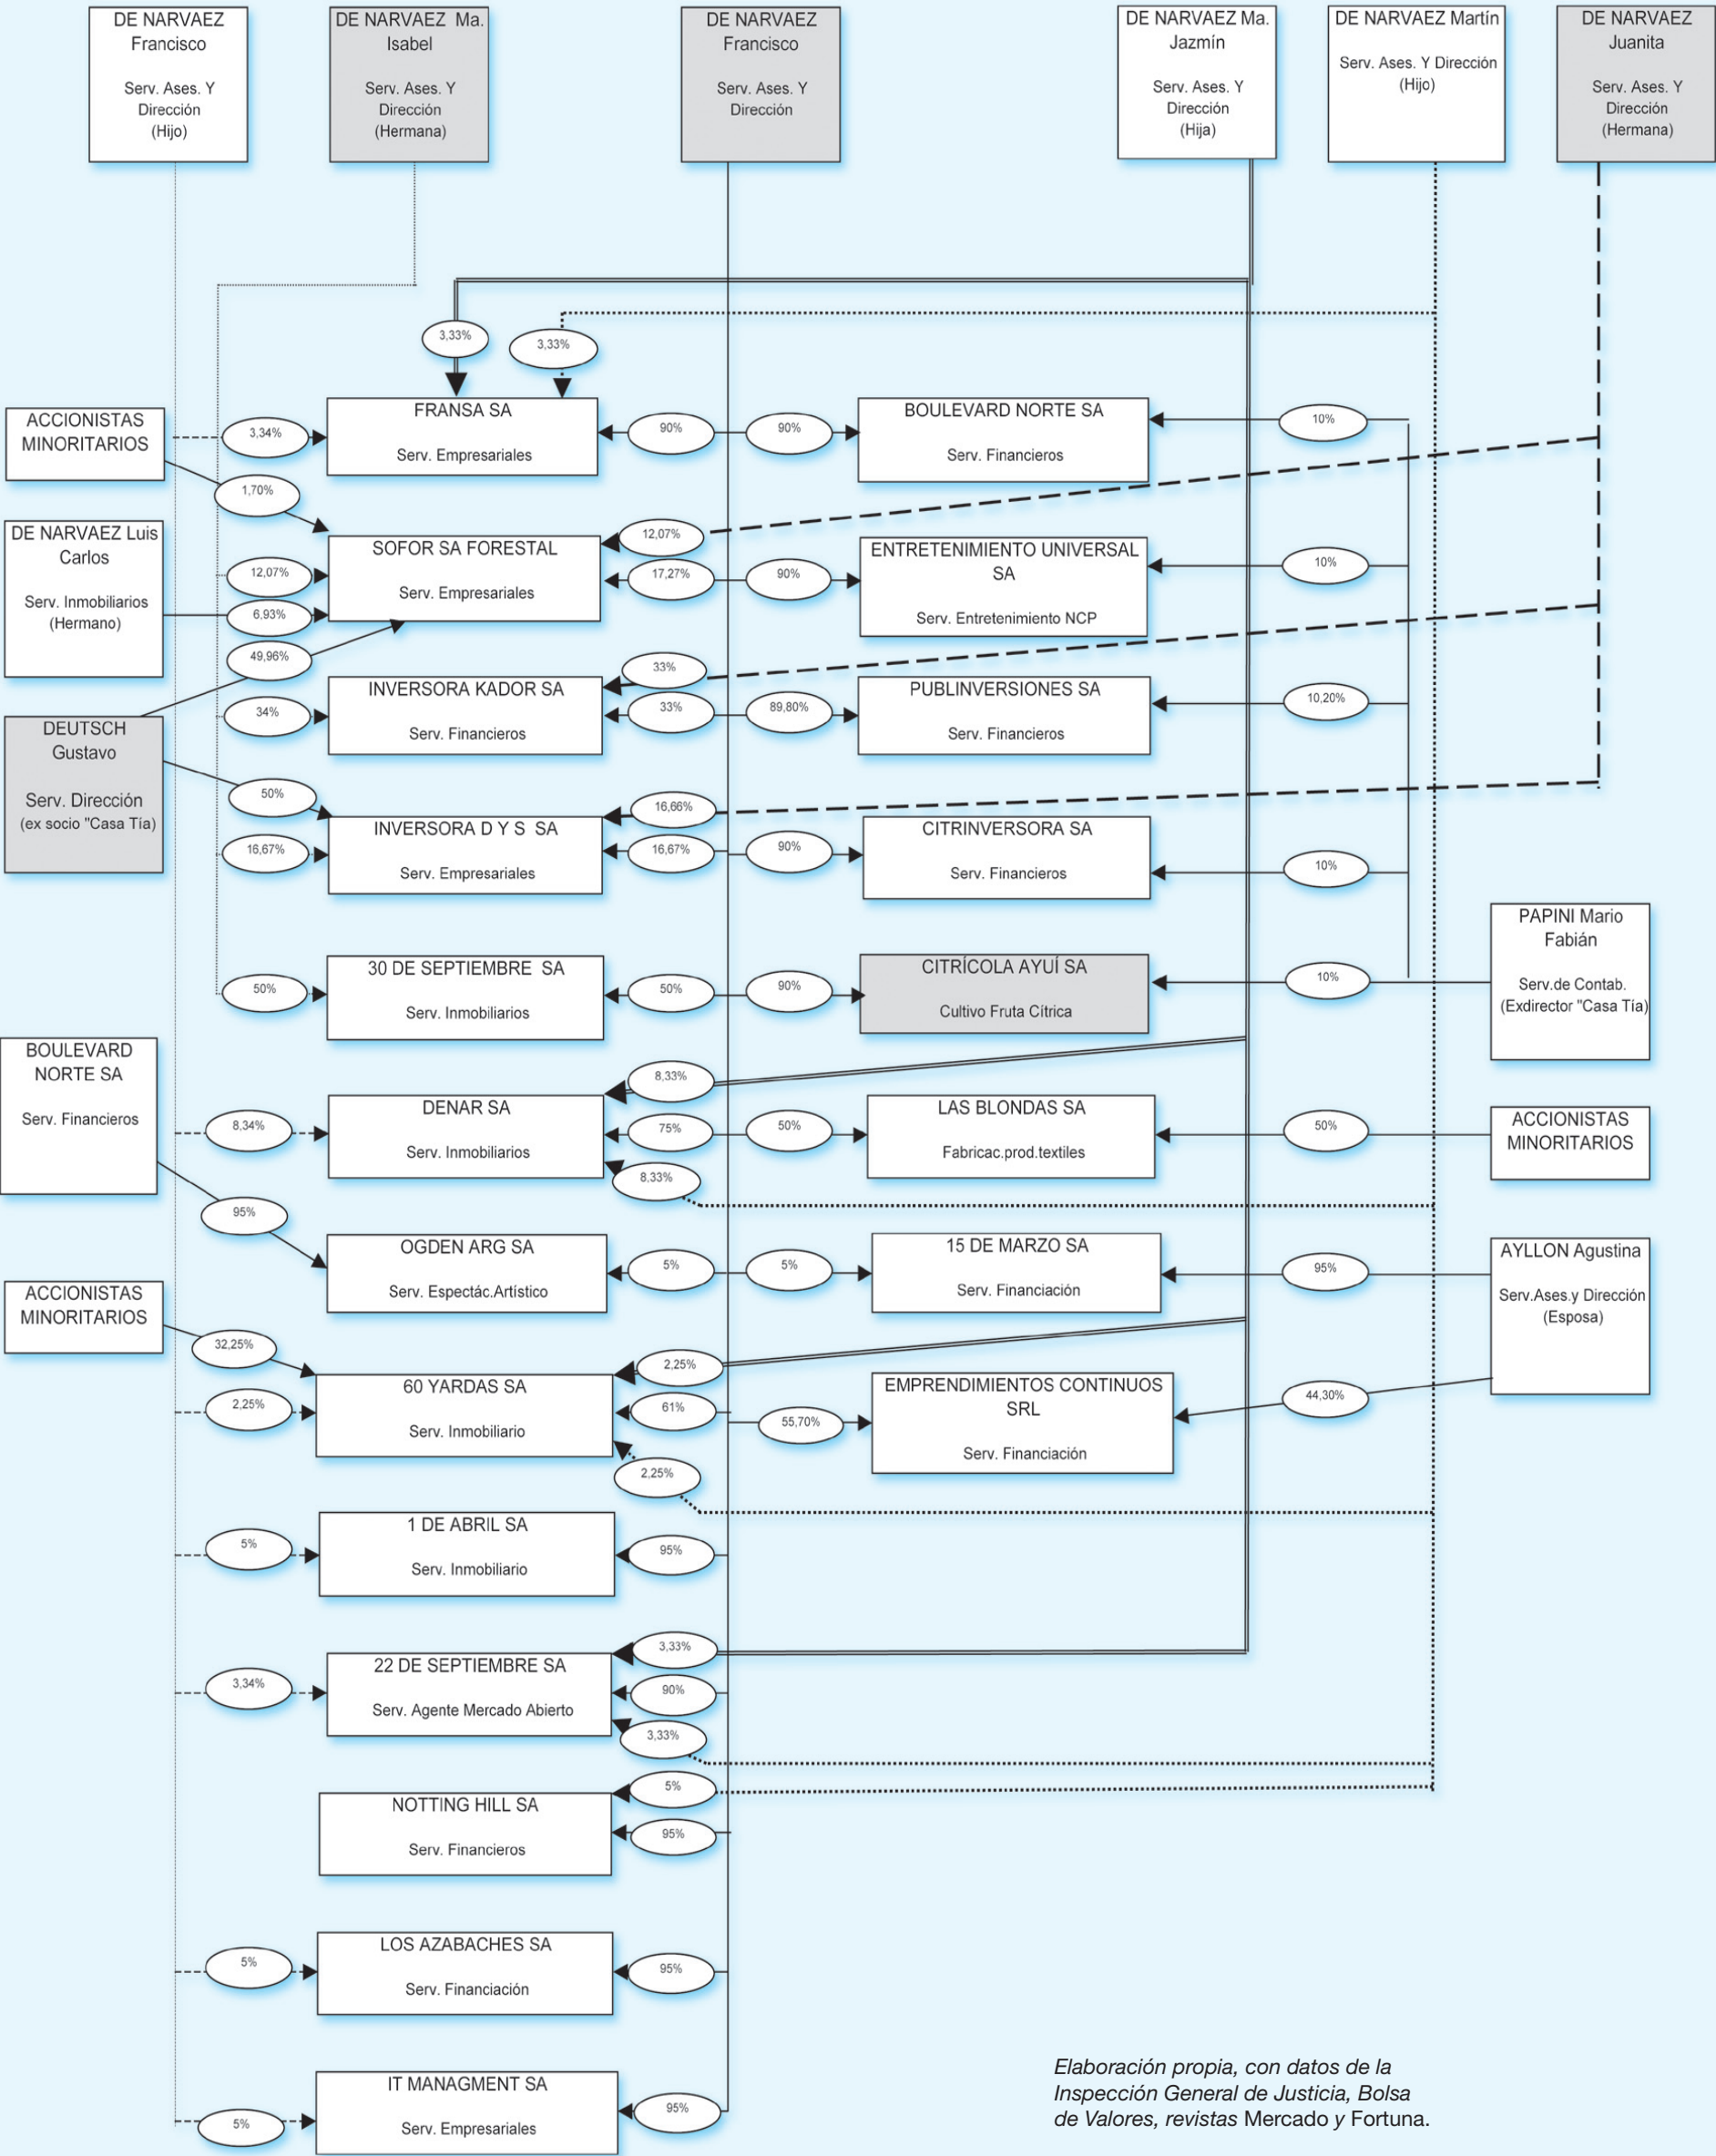 DE NARVAEZ
Francisco
Serv. Ases. Y
Dirección
(Hijo)
DE NARVAEZ Ma.
Isabel
Serv. Ases. Y
Dirección
(Hermana)
DE NARVAEZ
Francisco
Serv. Ases. Y
Dirección
DE NARVAEZ Ma.
Jazmín
Serv. Ases. Y
Dirección
(Hija)
DE NARVAEZ Martín
Serv. Ases. Y Dirección
(Hijo)
DE NARVAEZ
Juanita
Serv. Ases. Y
Dirección
(Hermana)
3,33%
3,33%
ACCIONISTAS
MINORITARIOS
3,34%
FRANSA SA
Serv. Empresariales
90%
90%
BOULEVARD NORTE SA
Serv. Financieros
10%
1,70%
DE NARVAEZ Luis
Carlos
Serv. Inmobiliarios
(Hermano)
12,07%
6,93%
49,96%
SOFOR SA FORESTAL
Serv. Empresariales
12,07%
17,27%
90%
ENTRETENIMIENTO UNIVERSAL
SA
Serv. Entretenimiento NCP
10%
DEUTSCH
Gustavo
Serv. Dirección
(ex socio "Casa Tía)
34%
INVERSORA KADOR SA
Serv. Financieros
33%
33%
89,80%
PUBLINVERSIONES SA
Serv. Financieros
10,20%
50%
16,67%
INVERSORA D Y S SA
Serv. Empresariales
16,66%
16,67%
90%
CITRINVERSORA SA
Serv. Financieros
10%
50%
30 DE SEPTIEMBRE SA
Serv. Inmobiliarios
50%
90%
CITRÍCOLA AYUÍ SA
Cultivo Fruta Cítrica
10%
PAPINI Mario
Fabián
Serv.de Contab.
(Exdirector "Casa Tía)
BOULEVARD
NORTE SA
Serv. Financieros
8,34%
DENAR SA
Serv. Inmobiliarios
8,33%
75%
8,33%
50%
LAS BLONDAS SA
Fabricac.prod.textiles
50%
ACCIONISTAS
MINORITARIOS
95%
OGDEN ARG SA
Serv. Espectác.Artístico
5%
5%
15 DE MARZO SA
Serv. Financiación
95%
AYLLON Agustina
Serv.Ases.y Dirección
(Esposa)
ACCIONISTAS
MINORITARIOS
32,25%
2,25%
60 YARDAS SA
Serv. Inmobiliario
2,25%
61%
2,25%
55,70%
EMPRENDIMIENTOS CONTINUOS
SRL
Serv. Financiación
44,30%
5%
1 DE ABRIL SA
Serv. Inmobiliario
95%
3,34%
22 DE SEPTIEMBRE SA
Serv. Agente Mercado Abierto
3,33%
90%
3,33%
NOTTING HILL SA
Serv. Financieros
5%
95%
5%
LOS AZABACHES SA
Serv. Financiación
95%
5%
IT MANAGMENT SA
Serv. Empresariales
95%
Elaboración propia, con datos de la
Inspección General de Justicia, Bolsa
de Valores, revistas Mercado y Fortuna.